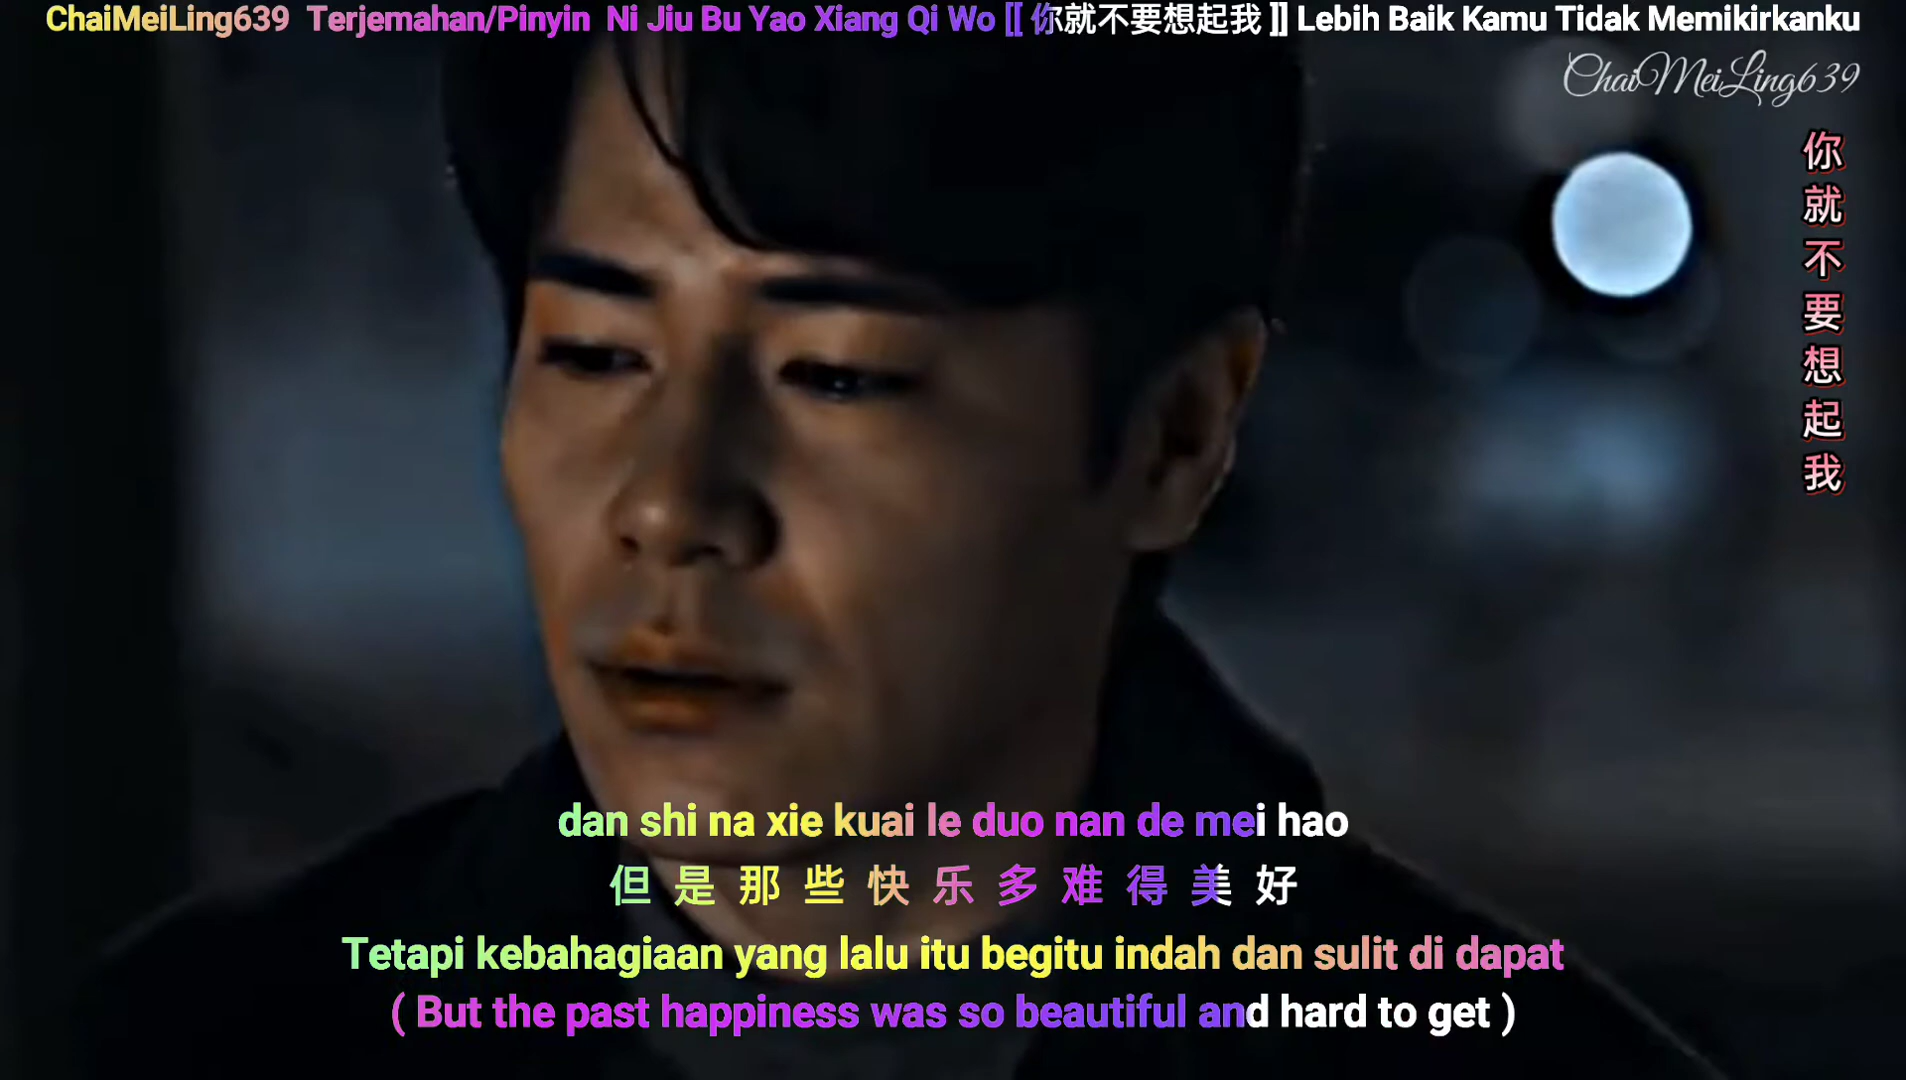 ChaiMeiLing639 Terjemahan/Pinyin Ni Jiu Bu Yao Xiang Qi Wo [[ 你就不要想起我 ]] Lebih Baik Kamu Tidak Memikirkanku
ChaiMeiLing639
你就不要想起我
dan shi na xie kuai le duo nan de mei hao
但是那些快乐多难得美好
Tetapi kebahagiaan yang lalu itu begitu indah dan sulit di dapat
( But the past happiness was so beautiful and hard to get )